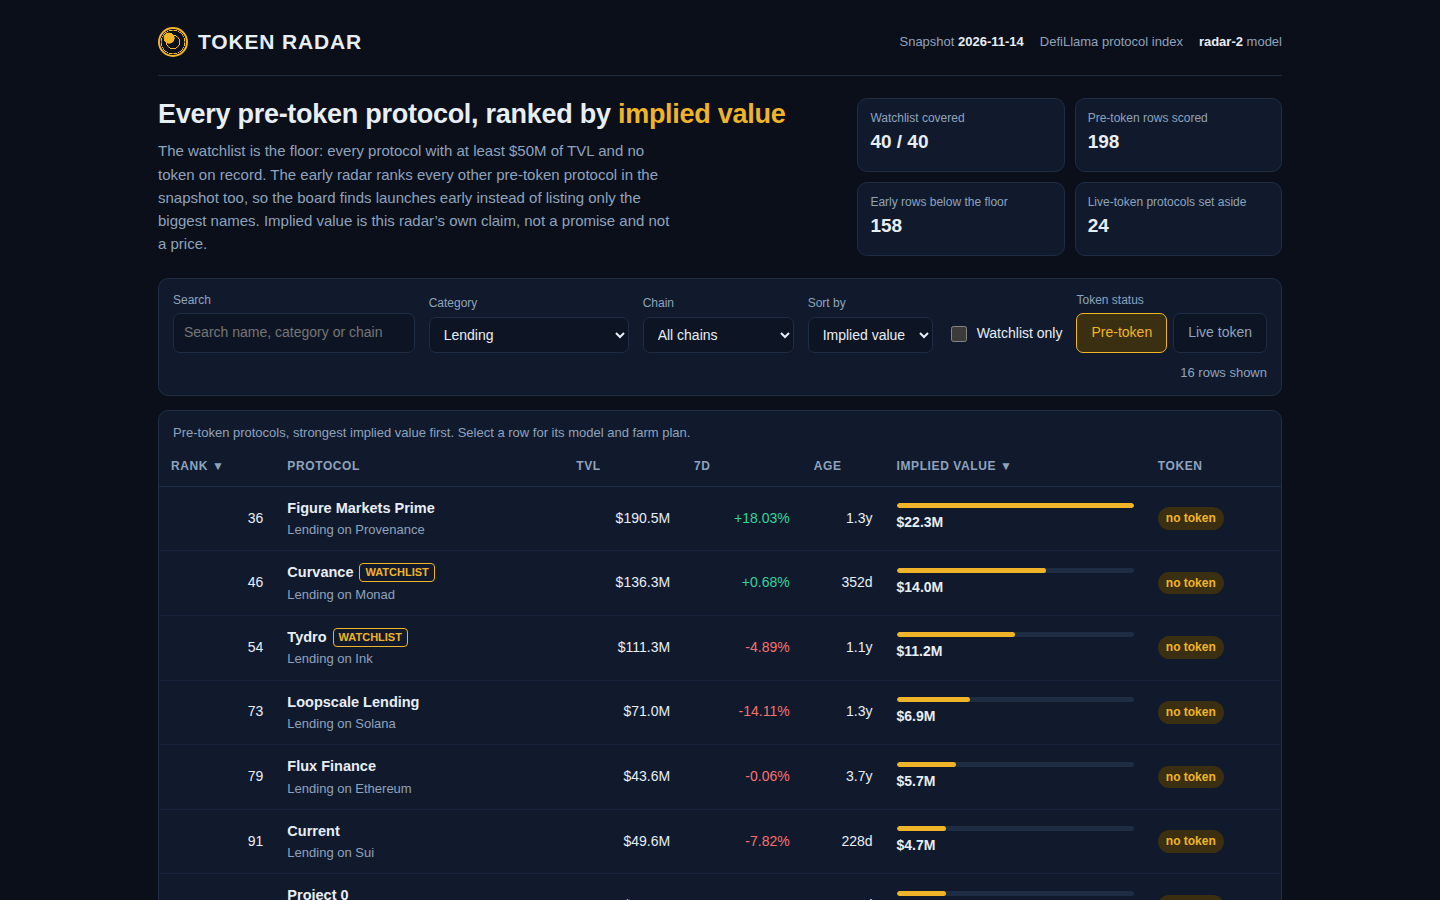 TOKEN RADAR
Snapshot 2026-11-14 DefiLlama protocol index radar-2 model
Every pre-token protocol, ranked by implied value
The watchlist is the floor: every protocol with at least $50M of TVL and no
token on record. The early radar ranks every other pre-token protocol in the
snapshot too, so the board finds launches early instead of listing only the
biggest names. Implied value is this radar’s own claim, not a promise and not
a price.
Watchlist covered
40 / 40
Pre-token rows scored
198
Early rows below the floor
158
Live-token protocols set aside
24
Search
Search name, category or chain
Category
Lending
Chain
All chains
Sort by
Implied value
Watchlist only
Token status
Pre-token Live token
16 rows shown
Pre-token protocols, strongest implied value first. Select a row for its model and farm plan.
RANK ▼ PROTOCOL TVL 7D AGE IMPLIED VALUE ▼ TOKEN
36 Figure Markets Prime $190.5M +18.03% 1.3y $22.3M no token
Lending on Provenance
46 Curvance WATCHLIST $136.3M +0.68% 352d $14.0M no token
Lending on Monad
54 Tydro WATCHLIST $111.3M -4.89% 1.1y $11.2M no token
Lending on Ink
73 Loopscale Lending $71.0M -14.11% 1.3y $6.9M no token
Lending on Solana
79 Flux Finance $43.6M -0.06% 3.7y $5.7M no token
Lending on Ethereum
91 Current $49.6M -7.82% 228d $4.7M no token
Lending on Sui
Project 0